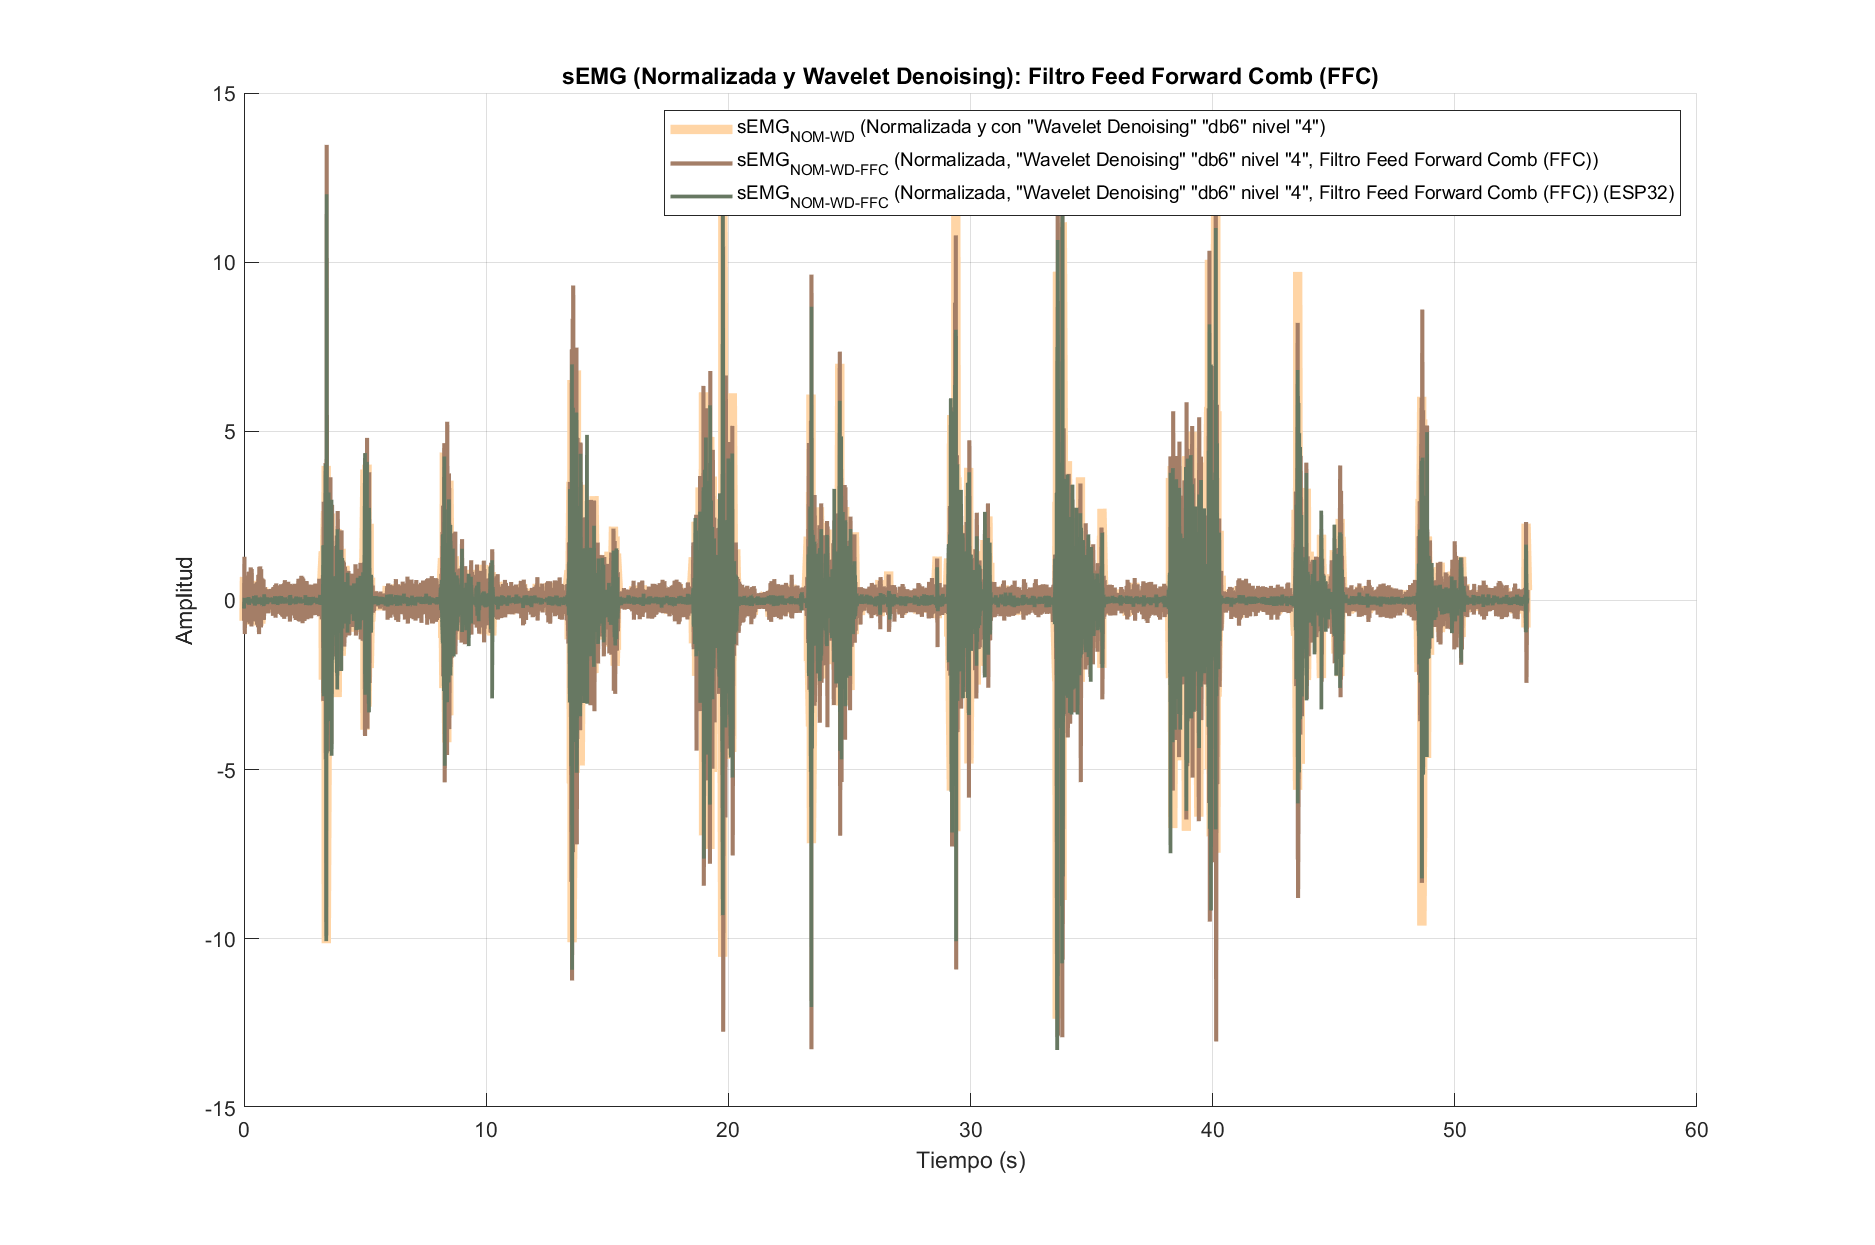 sEMG (Normalizada y Wavelet Denoising): Filtro Feed Forward Comb (FFC)
sEMG_NOM-WD (Normalizada y con "Wavelet Denoising" "db6" nivel "4")
sEMG_NOM-WD-FFC (Normalizada, "Wavelet Denoising" "db6" nivel "4", Filtro Feed Forward Comb (FFC))
sEMG_NOM-WD-FFC (Normalizada, "Wavelet Denoising" "db6" nivel "4", Filtro Feed Forward Comb (FFC)) (ESP32)
15
10
5
0
-5
-10
-15
Amplitud
0 10 20 30 40 50 60
Tiempo (s)